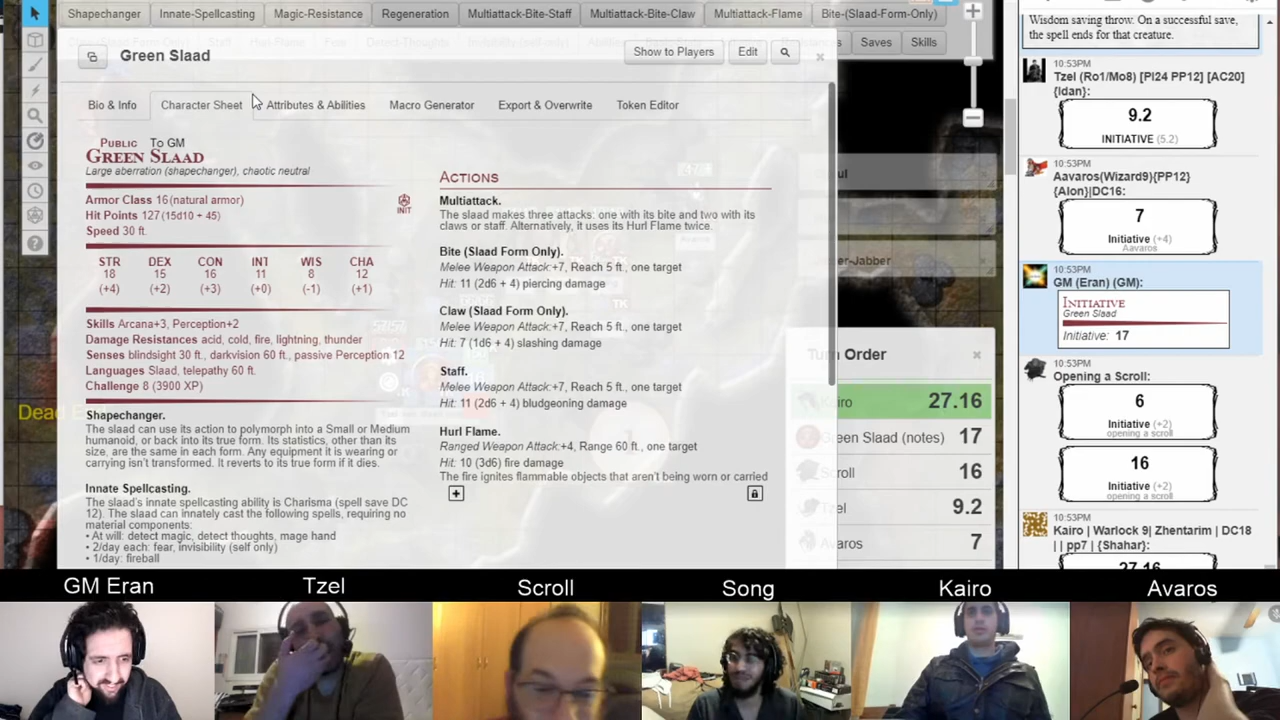 Shapechanger Innate-Spellcasting Magic-Resistance Regeneration Multiattack-Bite-Staff Multiattack-Bite-Claw Multiattack-Flame Bite-(Slaad-Form-Only)
Saves Skills
Green Slaad
Show to Players Edit
Bio & Info Character Sheet Attributes & Abilities Macro Generator Export & Overwrite Token Editor
PUBLIC To GM
GREEN SLAAD
Large aberration (shapechanger), chaotic neutral
Armor Class 16 (natural armor)
Hit Points 127 (15d10 + 45)
Speed 30 ft.
INIT
STR DEX CON INT WIS CHA
18 15 16 11 8 12
(+4) (+2) (+3) (+0) (-1) (+1)
Skills Arcana+3, Perception+2
Damage Resistances acid, cold, fire, lightning, thunder
Senses blindsight 30 ft., darkvision 60 ft., passive Perception 12
Languages Slaad, telepathy 60 ft.
Challenge 8 (3900 XP)
Shapechanger.
The slaad can use its action to polymorph into a Small or Medium
humanoid, or back into its true form. Its statistics, other than its
size, are the same in each form. Any equipment it is wearing or
carrying isn't transformed. It reverts to its true form if it dies.
Innate Spellcasting.
The slaad's innate spellcasting ability is Charisma (spell save DC
12). The slaad can innately cast the following spells, requiring no
material components:
• At will: detect magic, detect thoughts, mage hand
• 2/day each: fear, invisibility (self only)
• 1/day: fireball
ACTIONS
Multiattack.
The slaad makes three attacks: one with its bite and two with its
claws or staff. Alternatively, it uses its Hurl Flame twice.
Bite (Slaad Form Only).
Melee Weapon Attack:+7, Reach 5 ft., one target
Hit: 11 (2d6 + 4) piercing damage
Claw (Slaad Form Only).
Melee Weapon Attack:+7, Reach 5 ft., one target
Hit: 7 (1d6 + 4) slashing damage
Staff.
Melee Weapon Attack:+7, Reach 5 ft., one target
Hit: 11 (2d6 + 4) bludgeoning damage
Hurl Flame.
Ranged Weapon Attack:+4, Range 60 ft., one target
Hit: 10 (3d6) fire damage
The fire ignites flammable objects that aren't being worn or carried
Dead
er-Jabber
Turn Order
Kairo 27.16
Green Slaad (notes) 17
Scroll 16
Tzel 9.2
Avaros 7
Wisdom saving throw. On a successful save,
the spell ends for that creature.
10:53PM
Tzel (Ro1/Mo8) [PI24 PP12] [AC20]
{Idan}:
9.2
INITIATIVE (5.2)
10:53PM
Aavaros(Wizard9){PP12}
{Alon}|DC16:
7
Initiative (+4)
Aavaros
10:53PM
GM (Eran) (GM):
INITIATIVE
Green Slaad
Initiative: 17
10:53PM
Opening a Scroll:
6
Initiative (+2)
opening a scroll
16
Initiative (+2)
opening a scroll
10:53PM
Kairo | Warlock 9| Zhentarim | DC18
| | pp7 | {Shahar}:
27.16
GM Eran Tzel Scroll Song Kairo Avaros